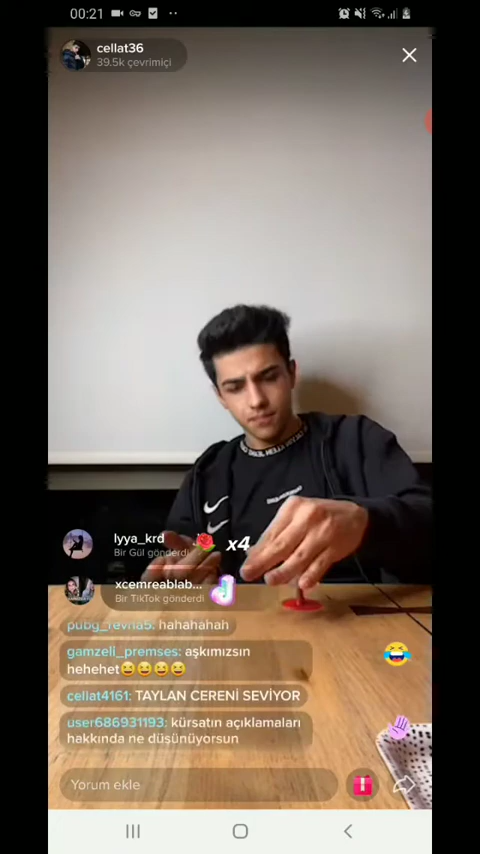 00:21
cellat36
39.5k çevrimiçi
lyya_krd
Bir Gül gönderdi
x4
xcemreablab...
Bir TikTok gönderdi
pubg_revna5: hahahahah
gamzeli_premses: aşkımızsın
hehehet😄😄😄😄
cellat4161: TAYLAN CERENİ SEVİYOR
user686931193: kürsatın açıklamaları
hakkında ne düşünüyorsun
Yorum ekle